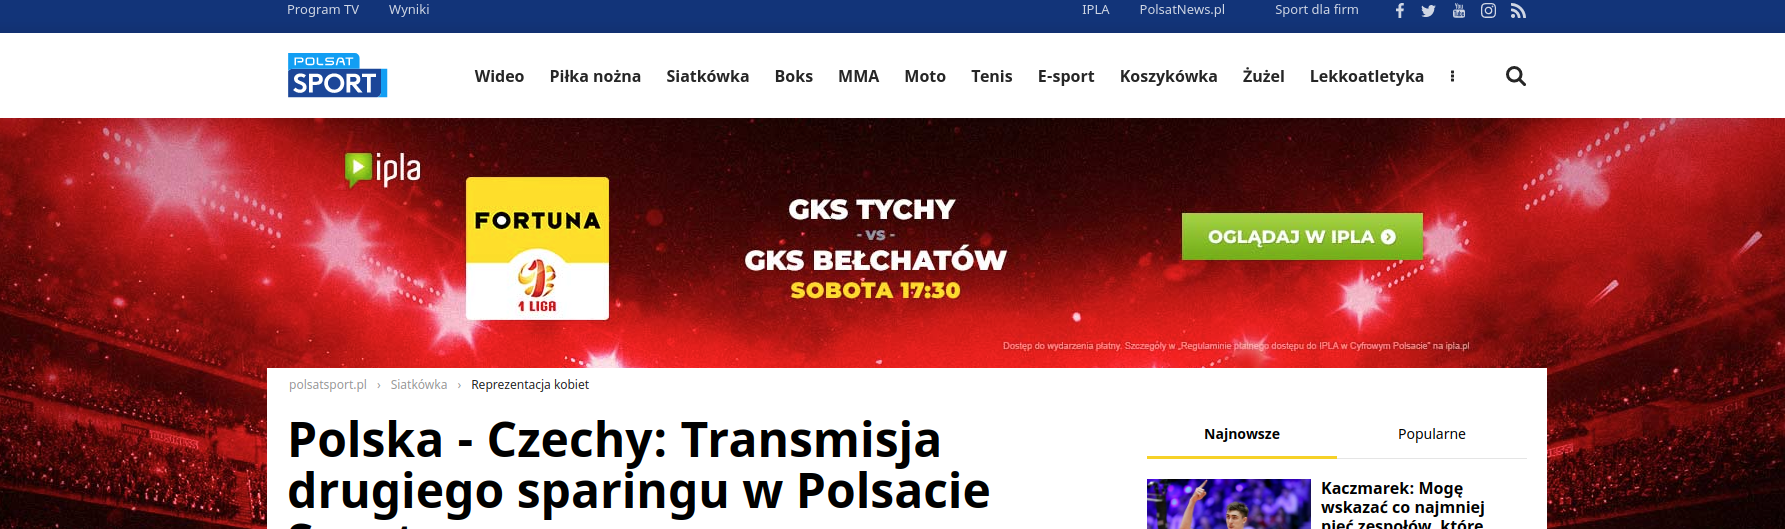 Program TV Wyniki IPLA PolsatNews.pl Sport dla firm
POLSAT
SPORT
Wideo Piłka nożna Siatkówka Boks MMA Moto Tenis E-sport Koszykówka Żużel Lekkoatletyka
ipla
FORTUNA
1 LIGA
GKS TYCHY
- VS -
GKS BEŁCHATÓW
SOBOTA 17:30
OGLĄDAJ W IPLA
Dostęp do wydarzenia płatny. Szczegóły w „Regulaminie płatnego dostępu do IPLA w Cyfrowym Polsacie" na ipla.pl
polsatsport.pl › Siatkówka › Reprezentacja kobiet
Polska - Czechy: Transmisja
drugiego sparingu w Polsacie
Najnowsze Popularne
Kaczmarek: Mogę
wskazać co najmniej
pięć zespołów, które